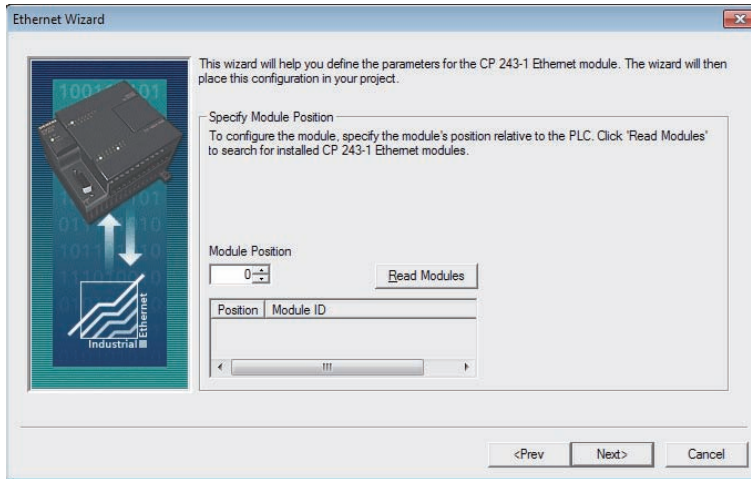 Ethernet Wizard
This wizard will help you define the parameters for the CP 243-1 Ethernet module. The wizard will then
place this configuration in your project.
Specify Module Position
To configure the module, specify the module's position relative to the PLC. Click 'Read Modules'
to search for installed CP 243-1 Ethernet modules.
Module Position
0
Read Modules
Position Module ID
Industrial
Ethernet
<Prev
Next>
Cancel